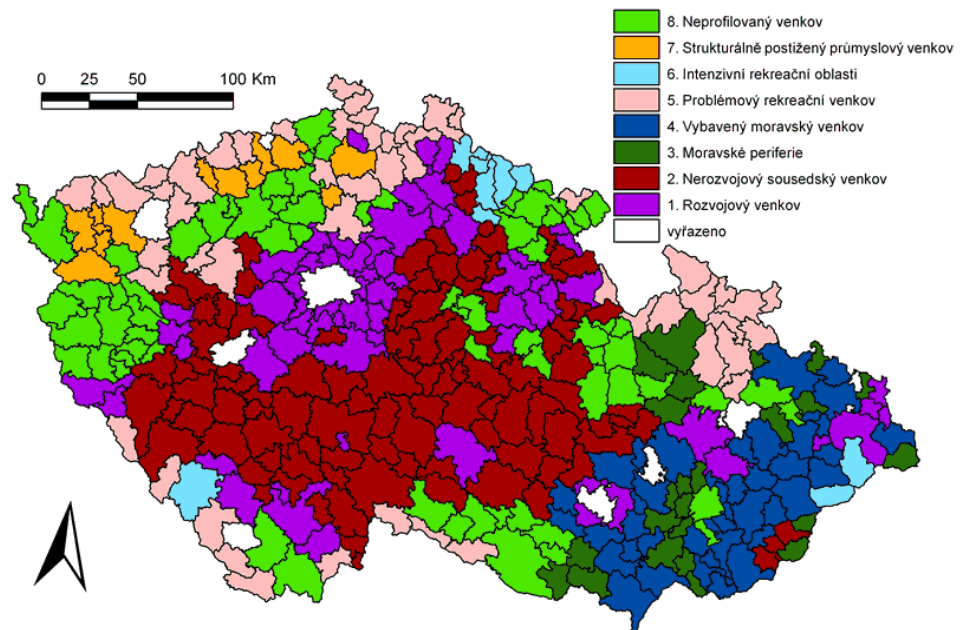 8. Neprofilovaný venkov
7. Strukturálně postižený průmyslový venkov
6. Intenzivní rekreační oblasti
5. Problémový rekreační venkov
4. Vybavený moravský venkov
3. Moravské periferie
2. Nerozvojový sousedský venkov
1. Rozvojový venkov
vyřazeno
0 25 50 100 Km